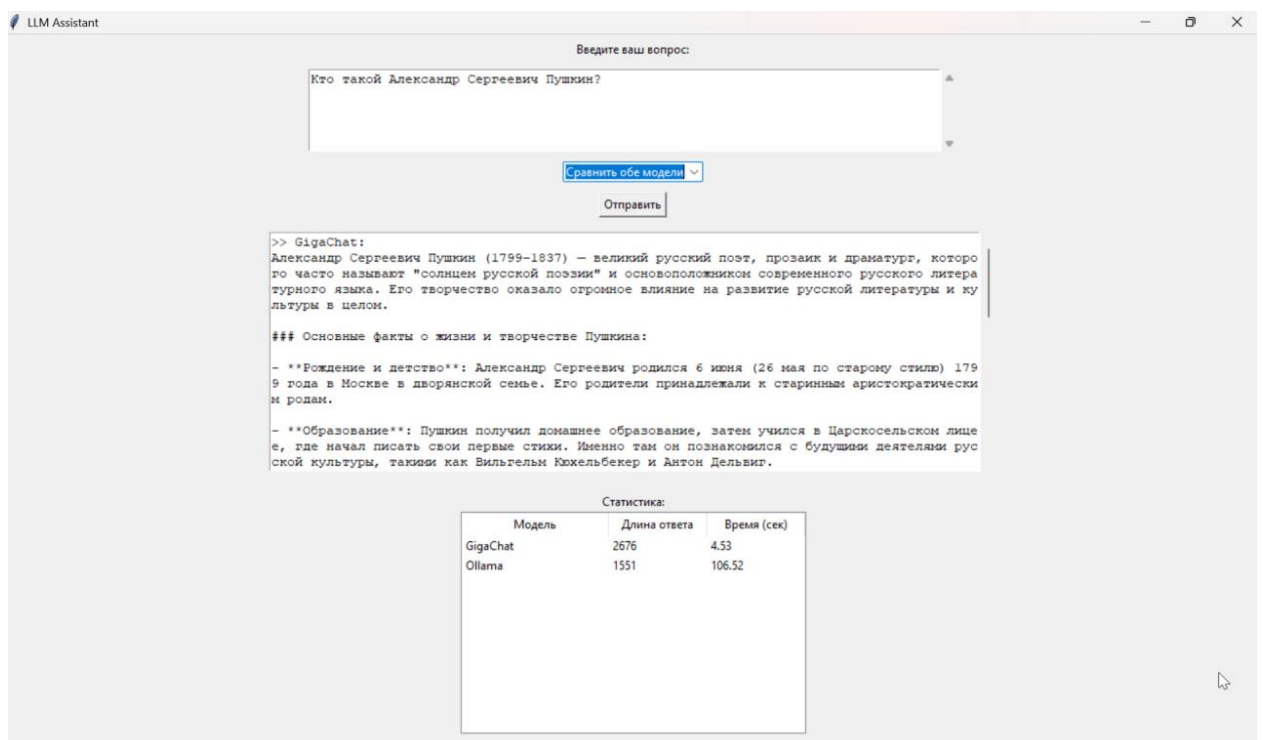 LLM Assistant
Введите ваш вопрос:
Кто такой Александр Сергеевич Пушкин?
Сравнить обе модели
Отправить
>> GigaChat:
Александр Сергеевич Пушкин (1799-1837) — великий русский поэт, прозаик и драматург, которо
го часто называют "солнцем русской поэзии" и основоположником современного русского литера
турного языка. Его творчество оказало огромное влияние на развитие русской литературы и ку
льтуры в целом.
### Основные факты о жизни и творчестве Пушкина:
- **Рождение и детство**: Александр Сергеевич родился 6 июня (26 мая по старому стилю) 179
9 года в Москве в дворянской семье. Его родители принадлежали к старинным аристократически
м родам.
- **Образование**: Пушкин получил домашнее образование, затем учился в Царскосельском лице
е, где начал писать свои первые стихи. Именно там он познакомился с будущими деятелями рус
ской культуры, такими как Вильгельм Кюхельбекер и Антон Дельвиг.
Статистика:
Модель Длина ответа Время (сек)
GigaChat 2676 4.53
Ollama 1551 106.52